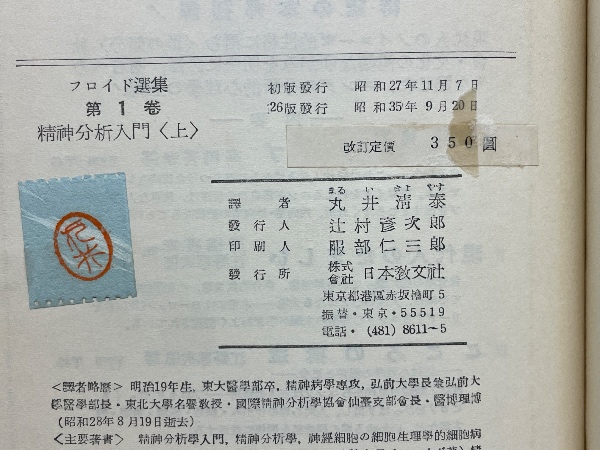 フロイド選集
第1卷
精神分析入門〈上〉
初版發行 昭和27年11月7日
26版發行 昭和35年9月20日
改訂定價 350圓
まるいきよやす
譯者 丸井清泰
發行人 辻村彥次郎
印刷人 服部仁三郎
發行所 株式會社 日本敎文社
東京都港區赤坂檜町5
振替・東京・55519
電話・(481)8611~5
<譯者略歷> 明治19年生，東大醫學部卒，精神病學專攻，弘前大學長兼弘前大
學醫學部長・東北大學名譽敎授・國際精神分析學協會仙臺支部會長・醫博理博
(昭和28年8月19日逝去)
<主要著書> 精神分析學入門，精神分析學，神經細胞の細胞生理學的細胞病